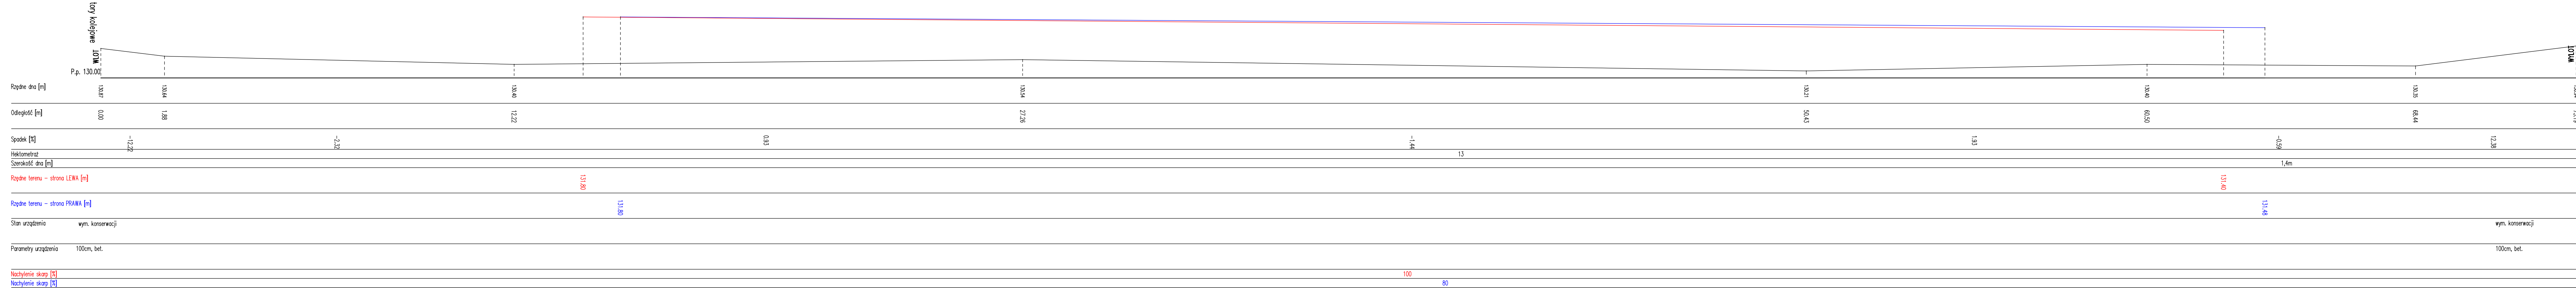 tory kolejowe
WLOT
WYLOT
P.p. 130.00
Rzędne dna [m] 130.87 130.64 130.40 130.54 130.21 130.40 130.35
Odległość [m] 0.00 1.88 12.22 27.26 50.43 60.50 68.44
Spadek [%] -12.22 -2.32 0.93 -1.44 1.93 -0.59 12.38
Hektometraż 13
Szerokość dna [m] 1,4m
Rzędne terenu - strona LEWA [m] 131.80 131.40
Rzędne terenu - strona PRAWA [m] 131.80 131.48
Stan urządzenia wym. konserwacji wym. konserwacji
Parametry urządzenia 100cm, bet. 100cm, bet.
Nachylenie skarp [%] 100
Nachylenie skarp [%] 80